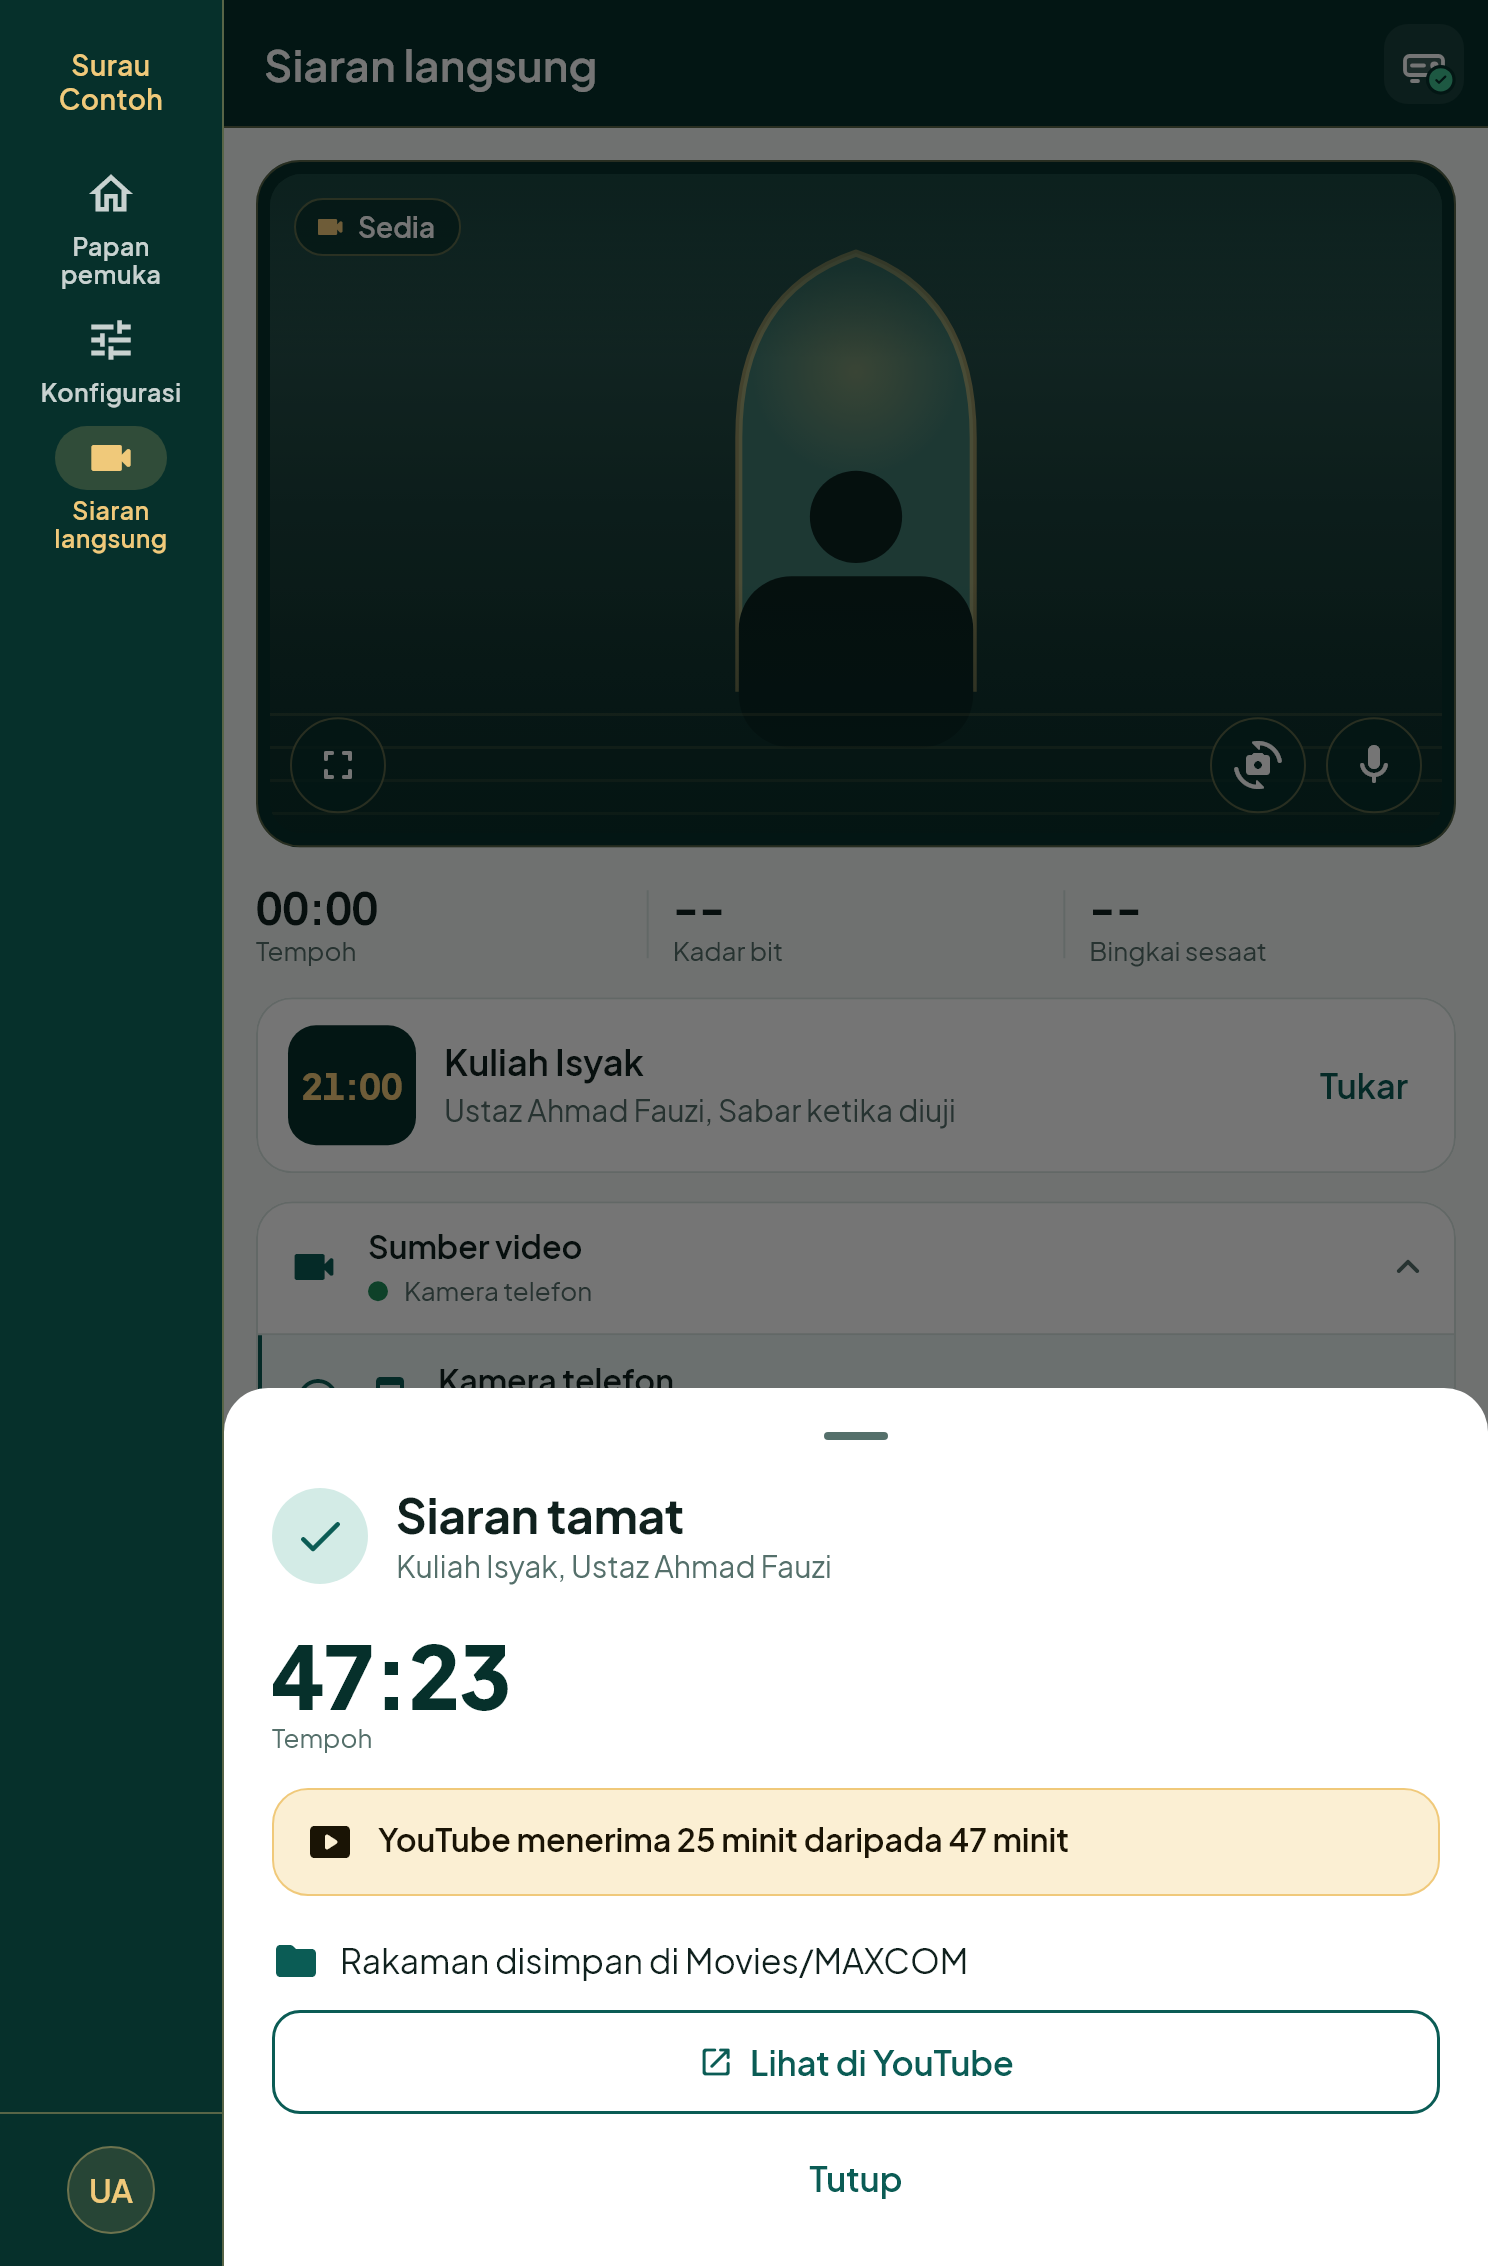 Surau
Contoh
Papan
pemuka
Konfigurasi
Siaran
langsung
UA
Siaran langsung
Sedia
00:00
Tempoh
--
Kadar bit
--
Bingkai sesaat
21:00
Kuliah Isyak
Ustaz Ahmad Fauzi, Sabar ketika diuji
Tukar
Sumber video
Kamera telefon
Kamera telefon
Siaran tamat
Kuliah Isyak, Ustaz Ahmad Fauzi
47:23
Tempoh
YouTube menerima 25 minit daripada 47 minit
Rakaman disimpan di Movies/MAXCOM
Lihat di YouTube
Tutup